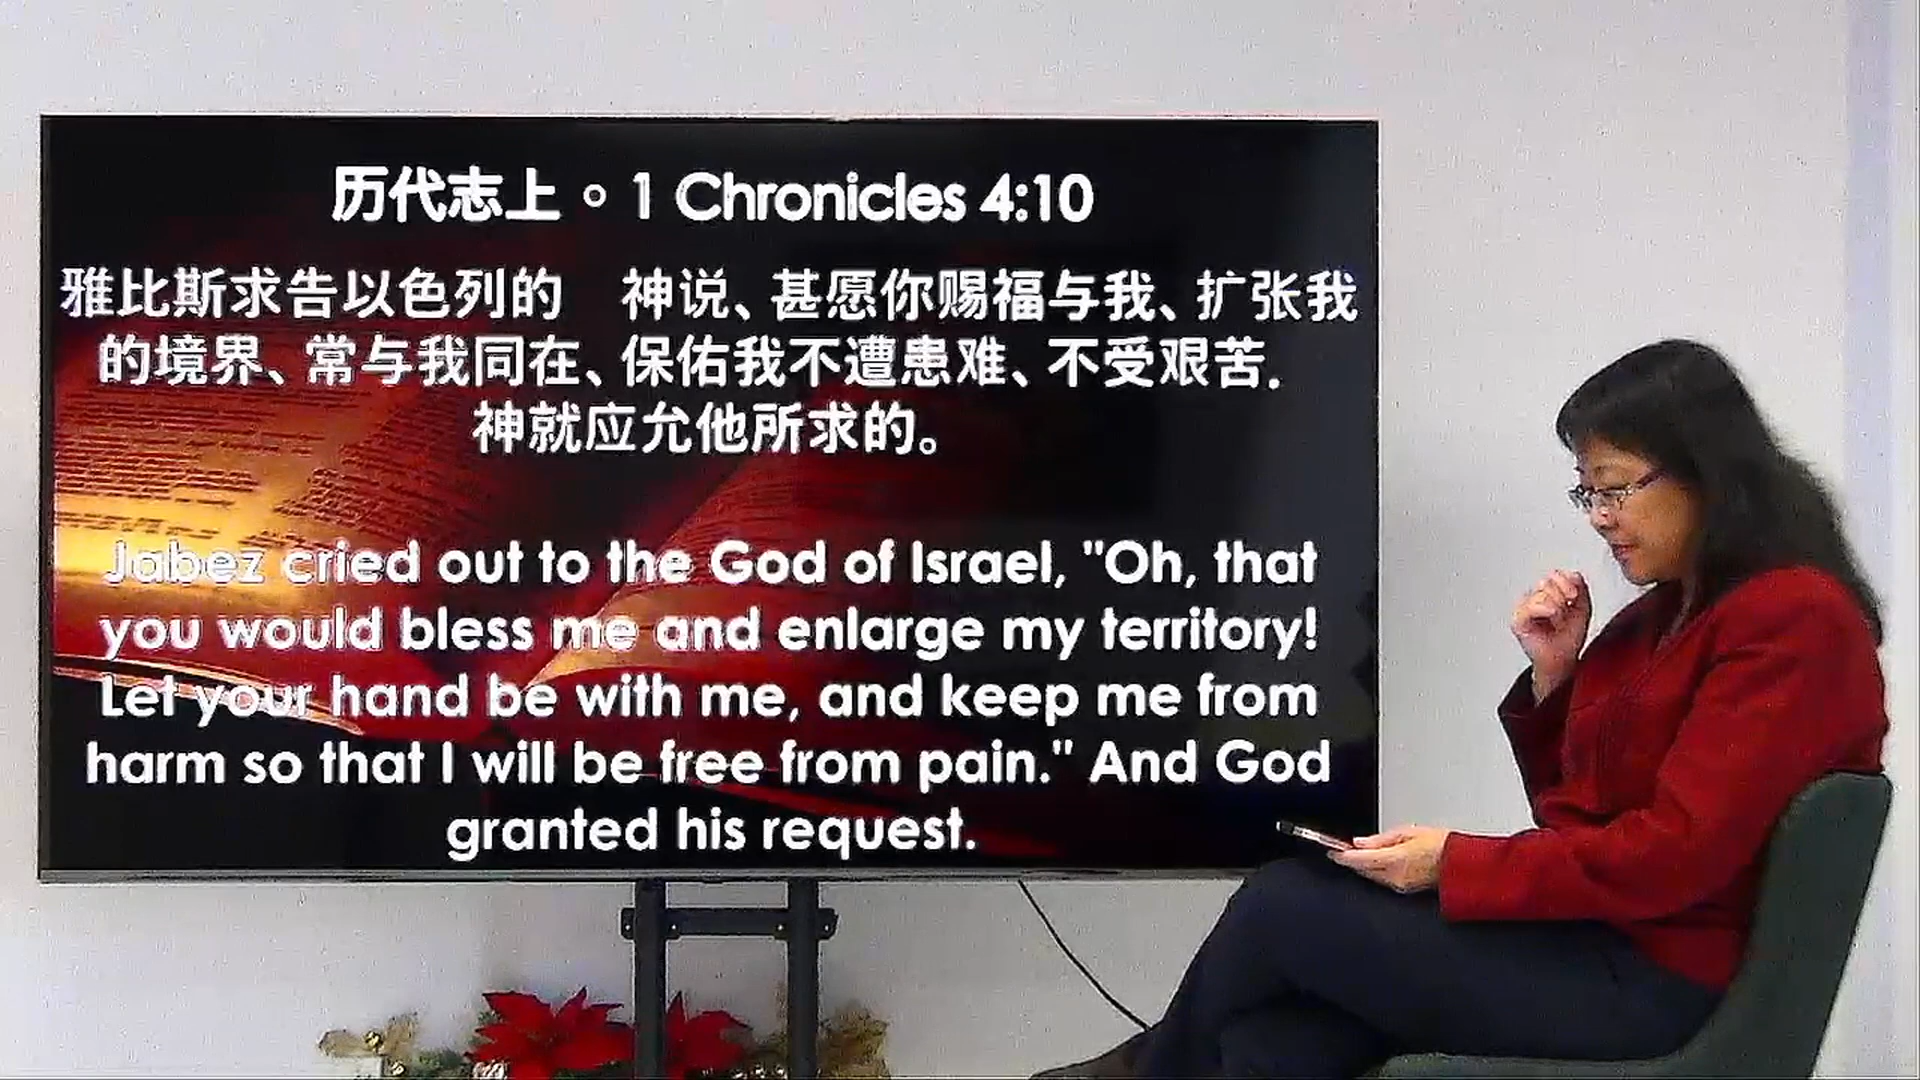 历代志上。1 Chronicles 4:10
雅比斯求告以色列的　神说、甚愿你赐福与我、扩张我
的境界、常与我同在、保佑我不遭患难、不受艰苦.
神就应允他所求的。
Jabez cried out to the God of Israel, "Oh, that
you would bless me and enlarge my territory!
Let your hand be with me, and keep me from
harm so that I will be free from pain." And God
granted his request.